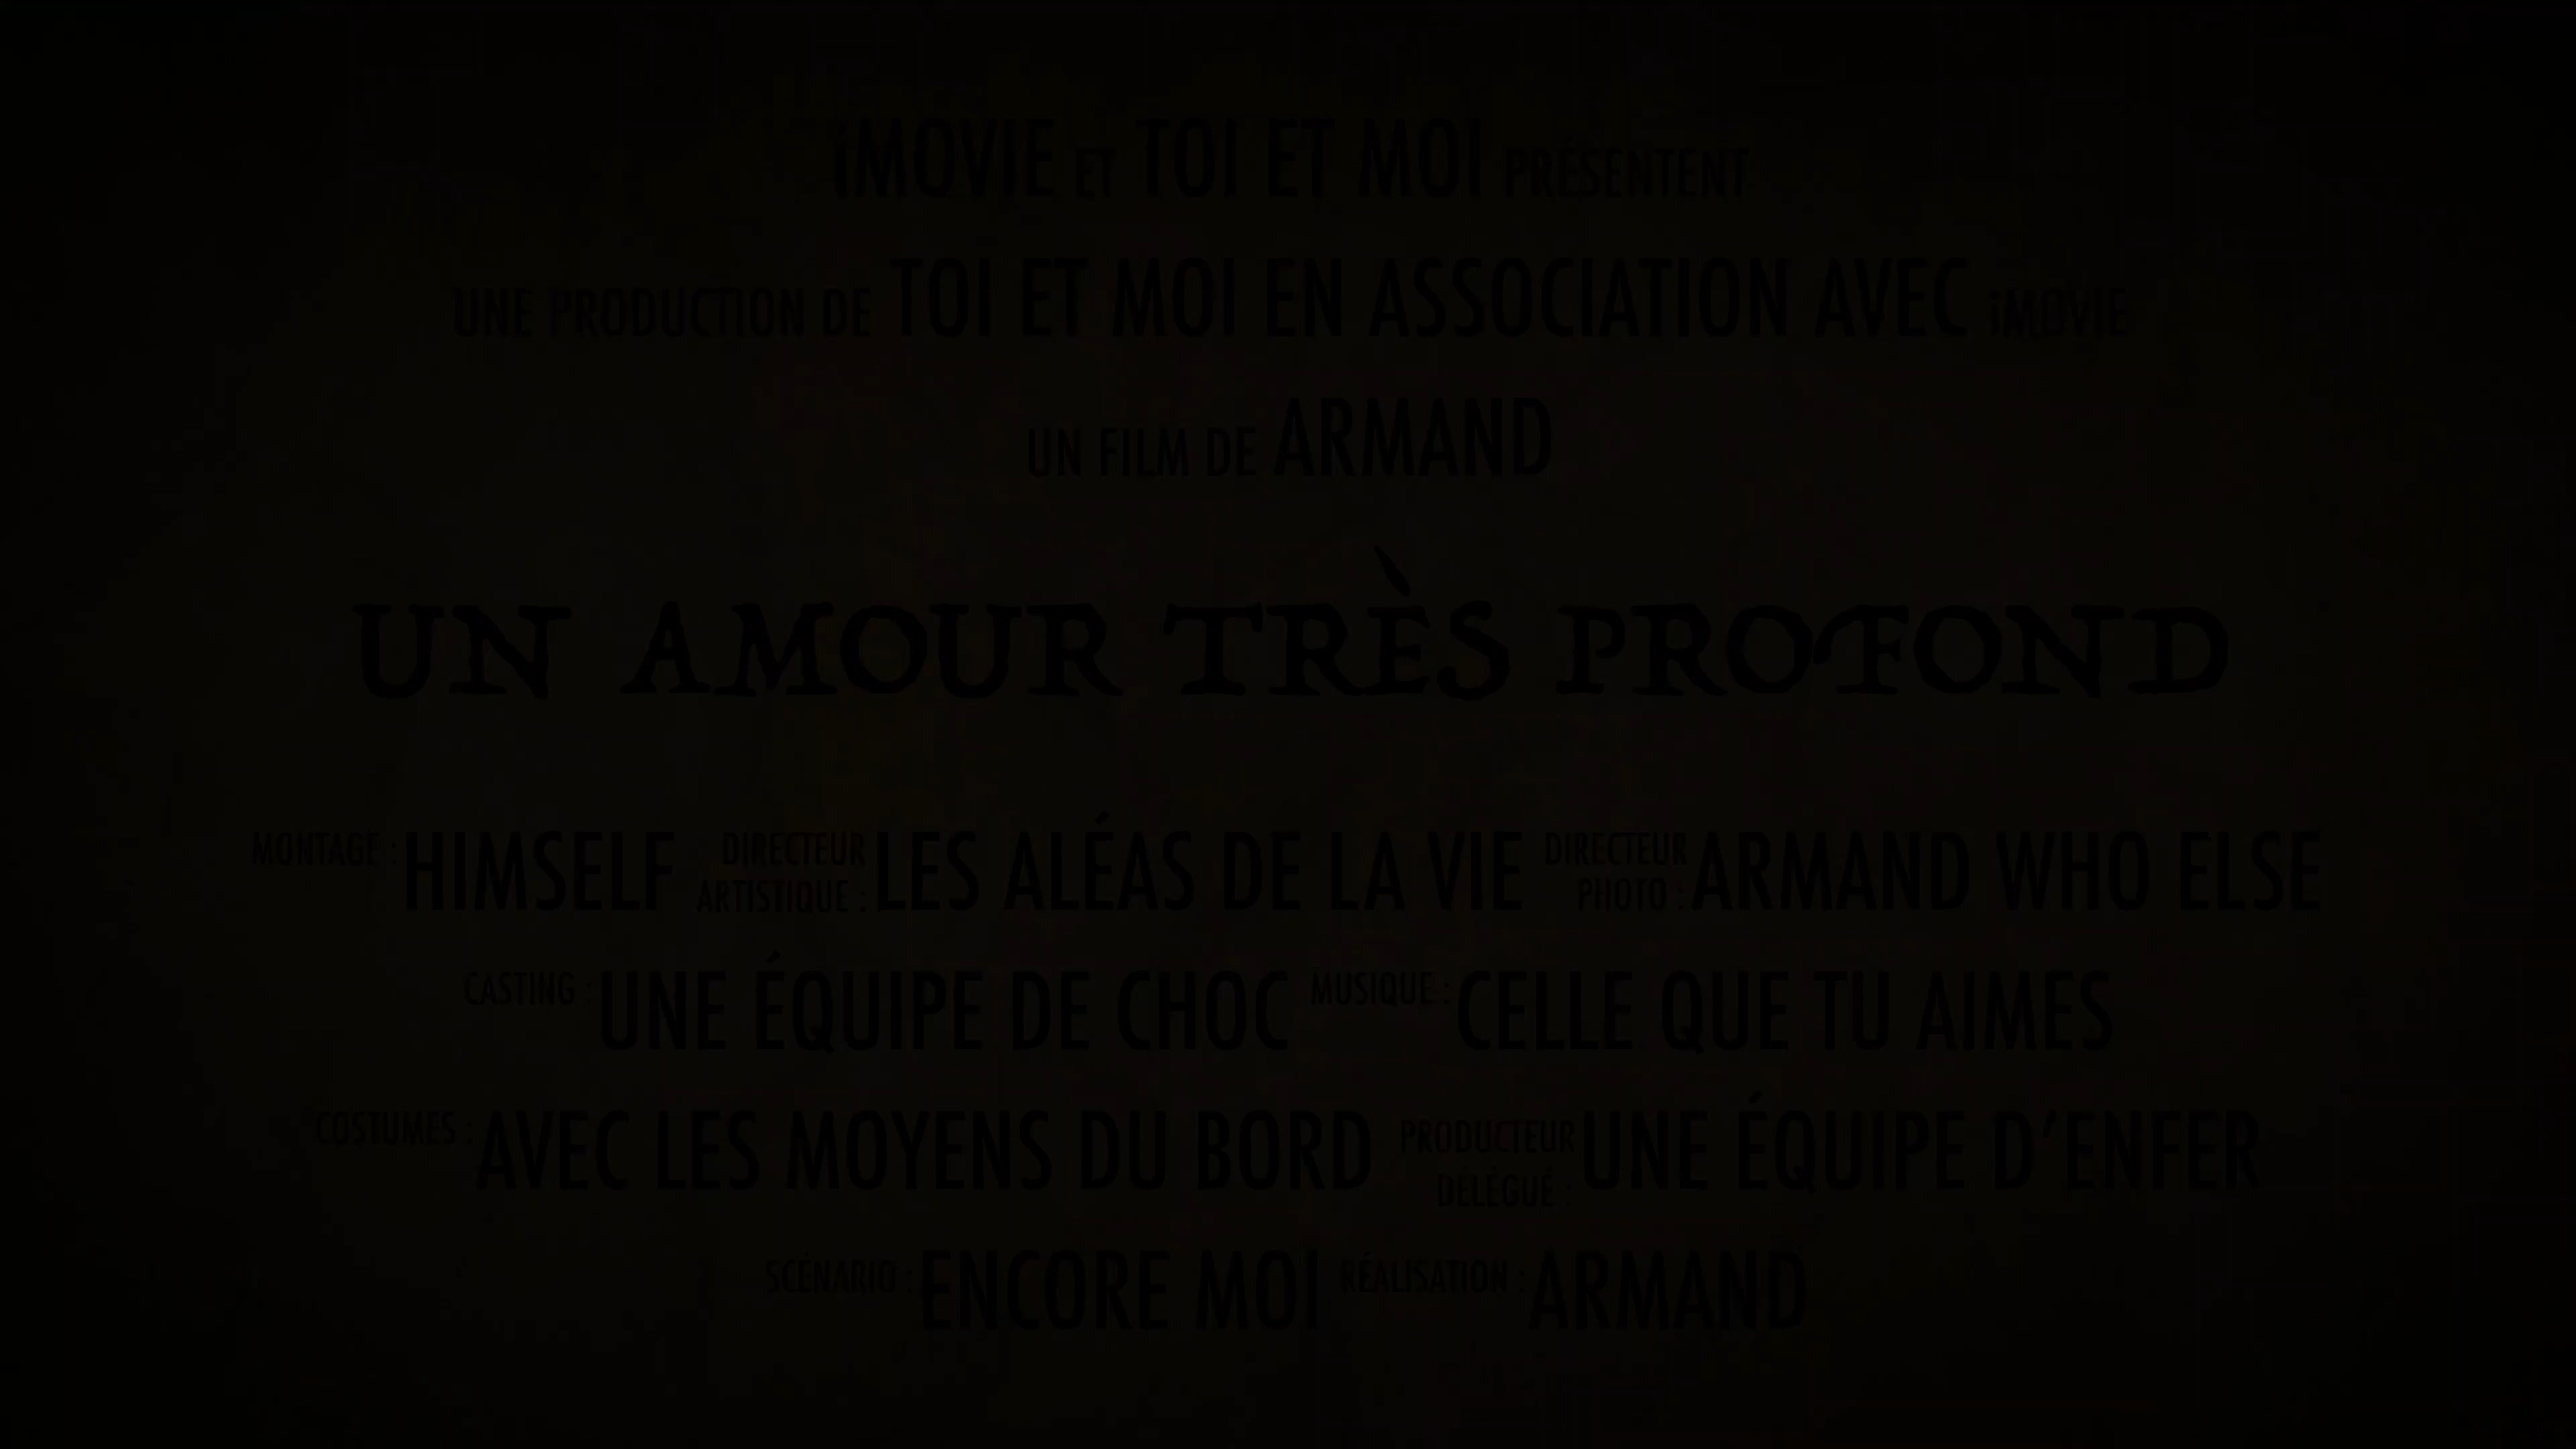 iMOVIE ET TOI ET MOI PRÉSENTENT
UNE PRODUCTION DE TOI ET MOI EN ASSOCIATION AVEC iMOVIE
UN FILM DE ARMAND
UN AMOUR TRÈS PROFOND
MONTAGE : HIMSELF DIRECTEUR ARTISTIQUE : LES ALÉAS DE LA VIE DIRECTEUR PHOTO : ARMAND WHO ELSE
CASTING : UNE ÉQUIPE DE CHOC MUSIQUE : CELLE QUE TU AIMES
COSTUMES : AVEC LES MOYENS DU BORD PRODUCTEUR DÉLÉGUÉ : UNE ÉQUIPE D'ENFER
SCÉNARIO : ENCORE MOI RÉALISATION : ARMAND